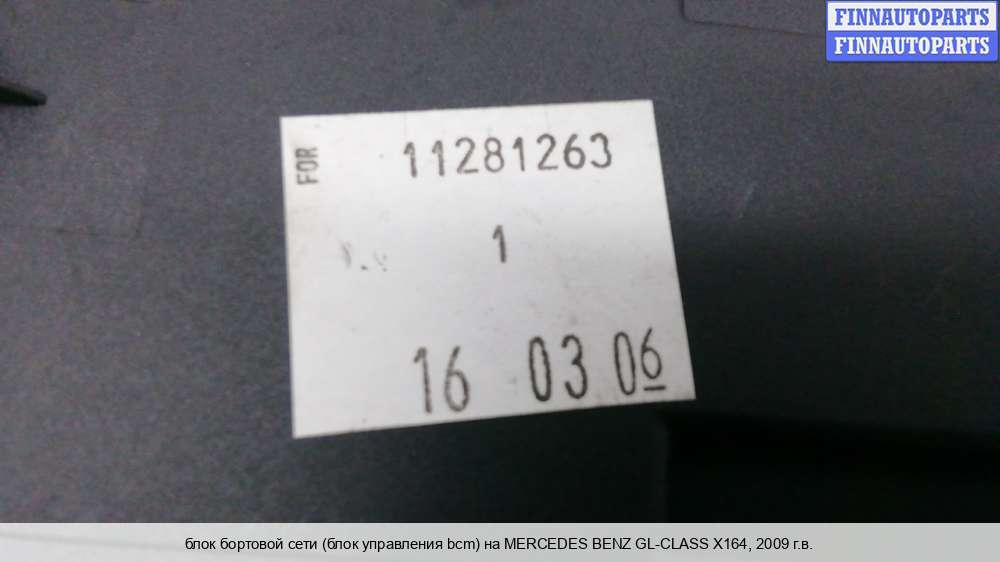 FINNAUTOPARTS
FINNAUTOPARTS
FOR 11281263
1
16 03 06
блок бортовой сети (блок управления bcm) на MERCEDES BENZ GL-CLASS X164, 2009 г.в.